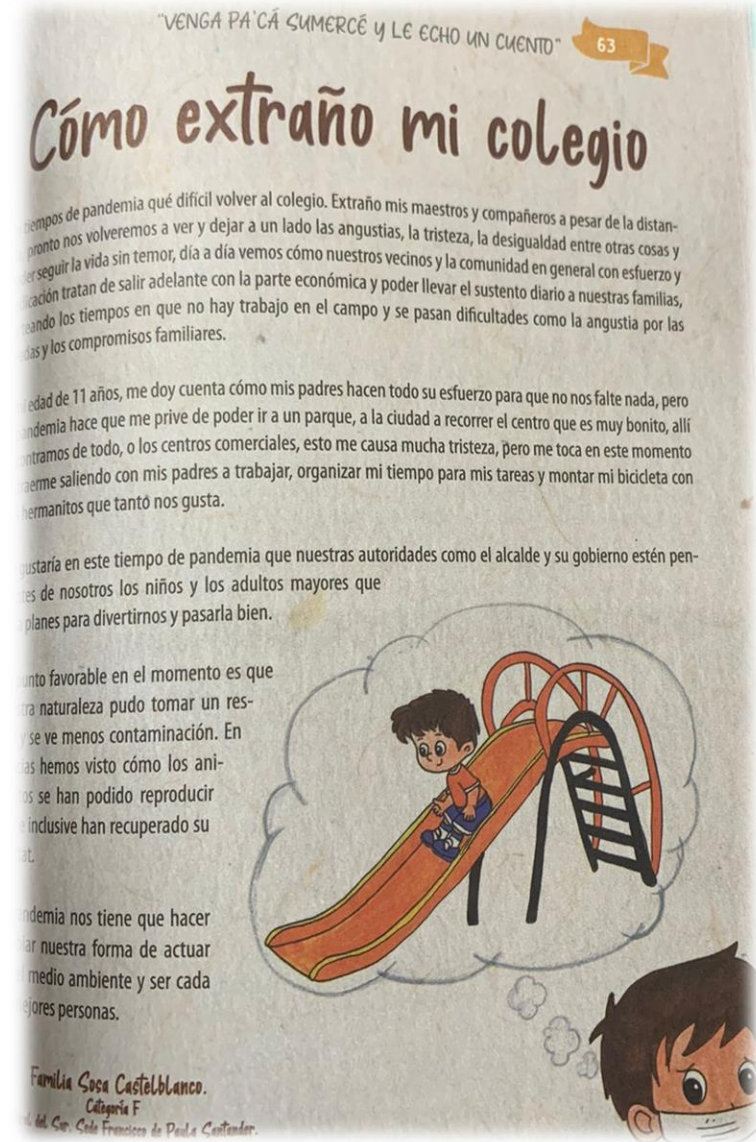 "VENGA PA'CÁ SUMERCÉ Y LE ECHO UN CUENTO"
63
Cómo extraño mi colegio
tiempos de pandemia qué difícil volver al colegio. Extraño mis maestros y compañeros a pesar de la distan-
pronto nos volveremos a ver y dejar a un lado las angustias, la tristeza, la desigualdad entre otras cosas y
seguir la vida sin temor, día a día vemos cómo nuestros vecinos y la comunidad en general con esfuerzo y
tratan de salir adelante con la parte económica y poder llevar el sustento diario a nuestras familias,
los tiempos en que no hay trabajo en el campo y se pasan dificultades como la angustia por las
y los compromisos familiares.
edad de 11 años, me doy cuenta cómo mis padres hacen todo su esfuerzo para que no nos falte nada, pero
hace que me prive de poder ir a un parque, a la ciudad a recorrer el centro que es muy bonito, allí
de todo, o los centros comerciales, esto me causa mucha tristeza, pero me toca en este momento
saliendo con mis padres a trabajar, organizar mi tiempo para mis tareas y montar mi bicicleta con
hermanitos que tanto nos gusta.
en este tiempo de pandemia que nuestras autoridades como el alcalde y su gobierno estén pen-
de nosotros los niños y los adultos mayores que
planes para divertirnos y pasarla bien.
favorable en el momento es que
naturaleza pudo tomar un res-
y se ve menos contaminación. En
hemos visto cómo los ani-
se han podido reproducir
e inclusive han recuperado su
nos tiene que hacer
nuestra forma de actuar
medio ambiente y ser cada
personas.
Familia Sosa Castelblanco.
Categoría F
del Sur. Sede Francisco de Paula Santander.